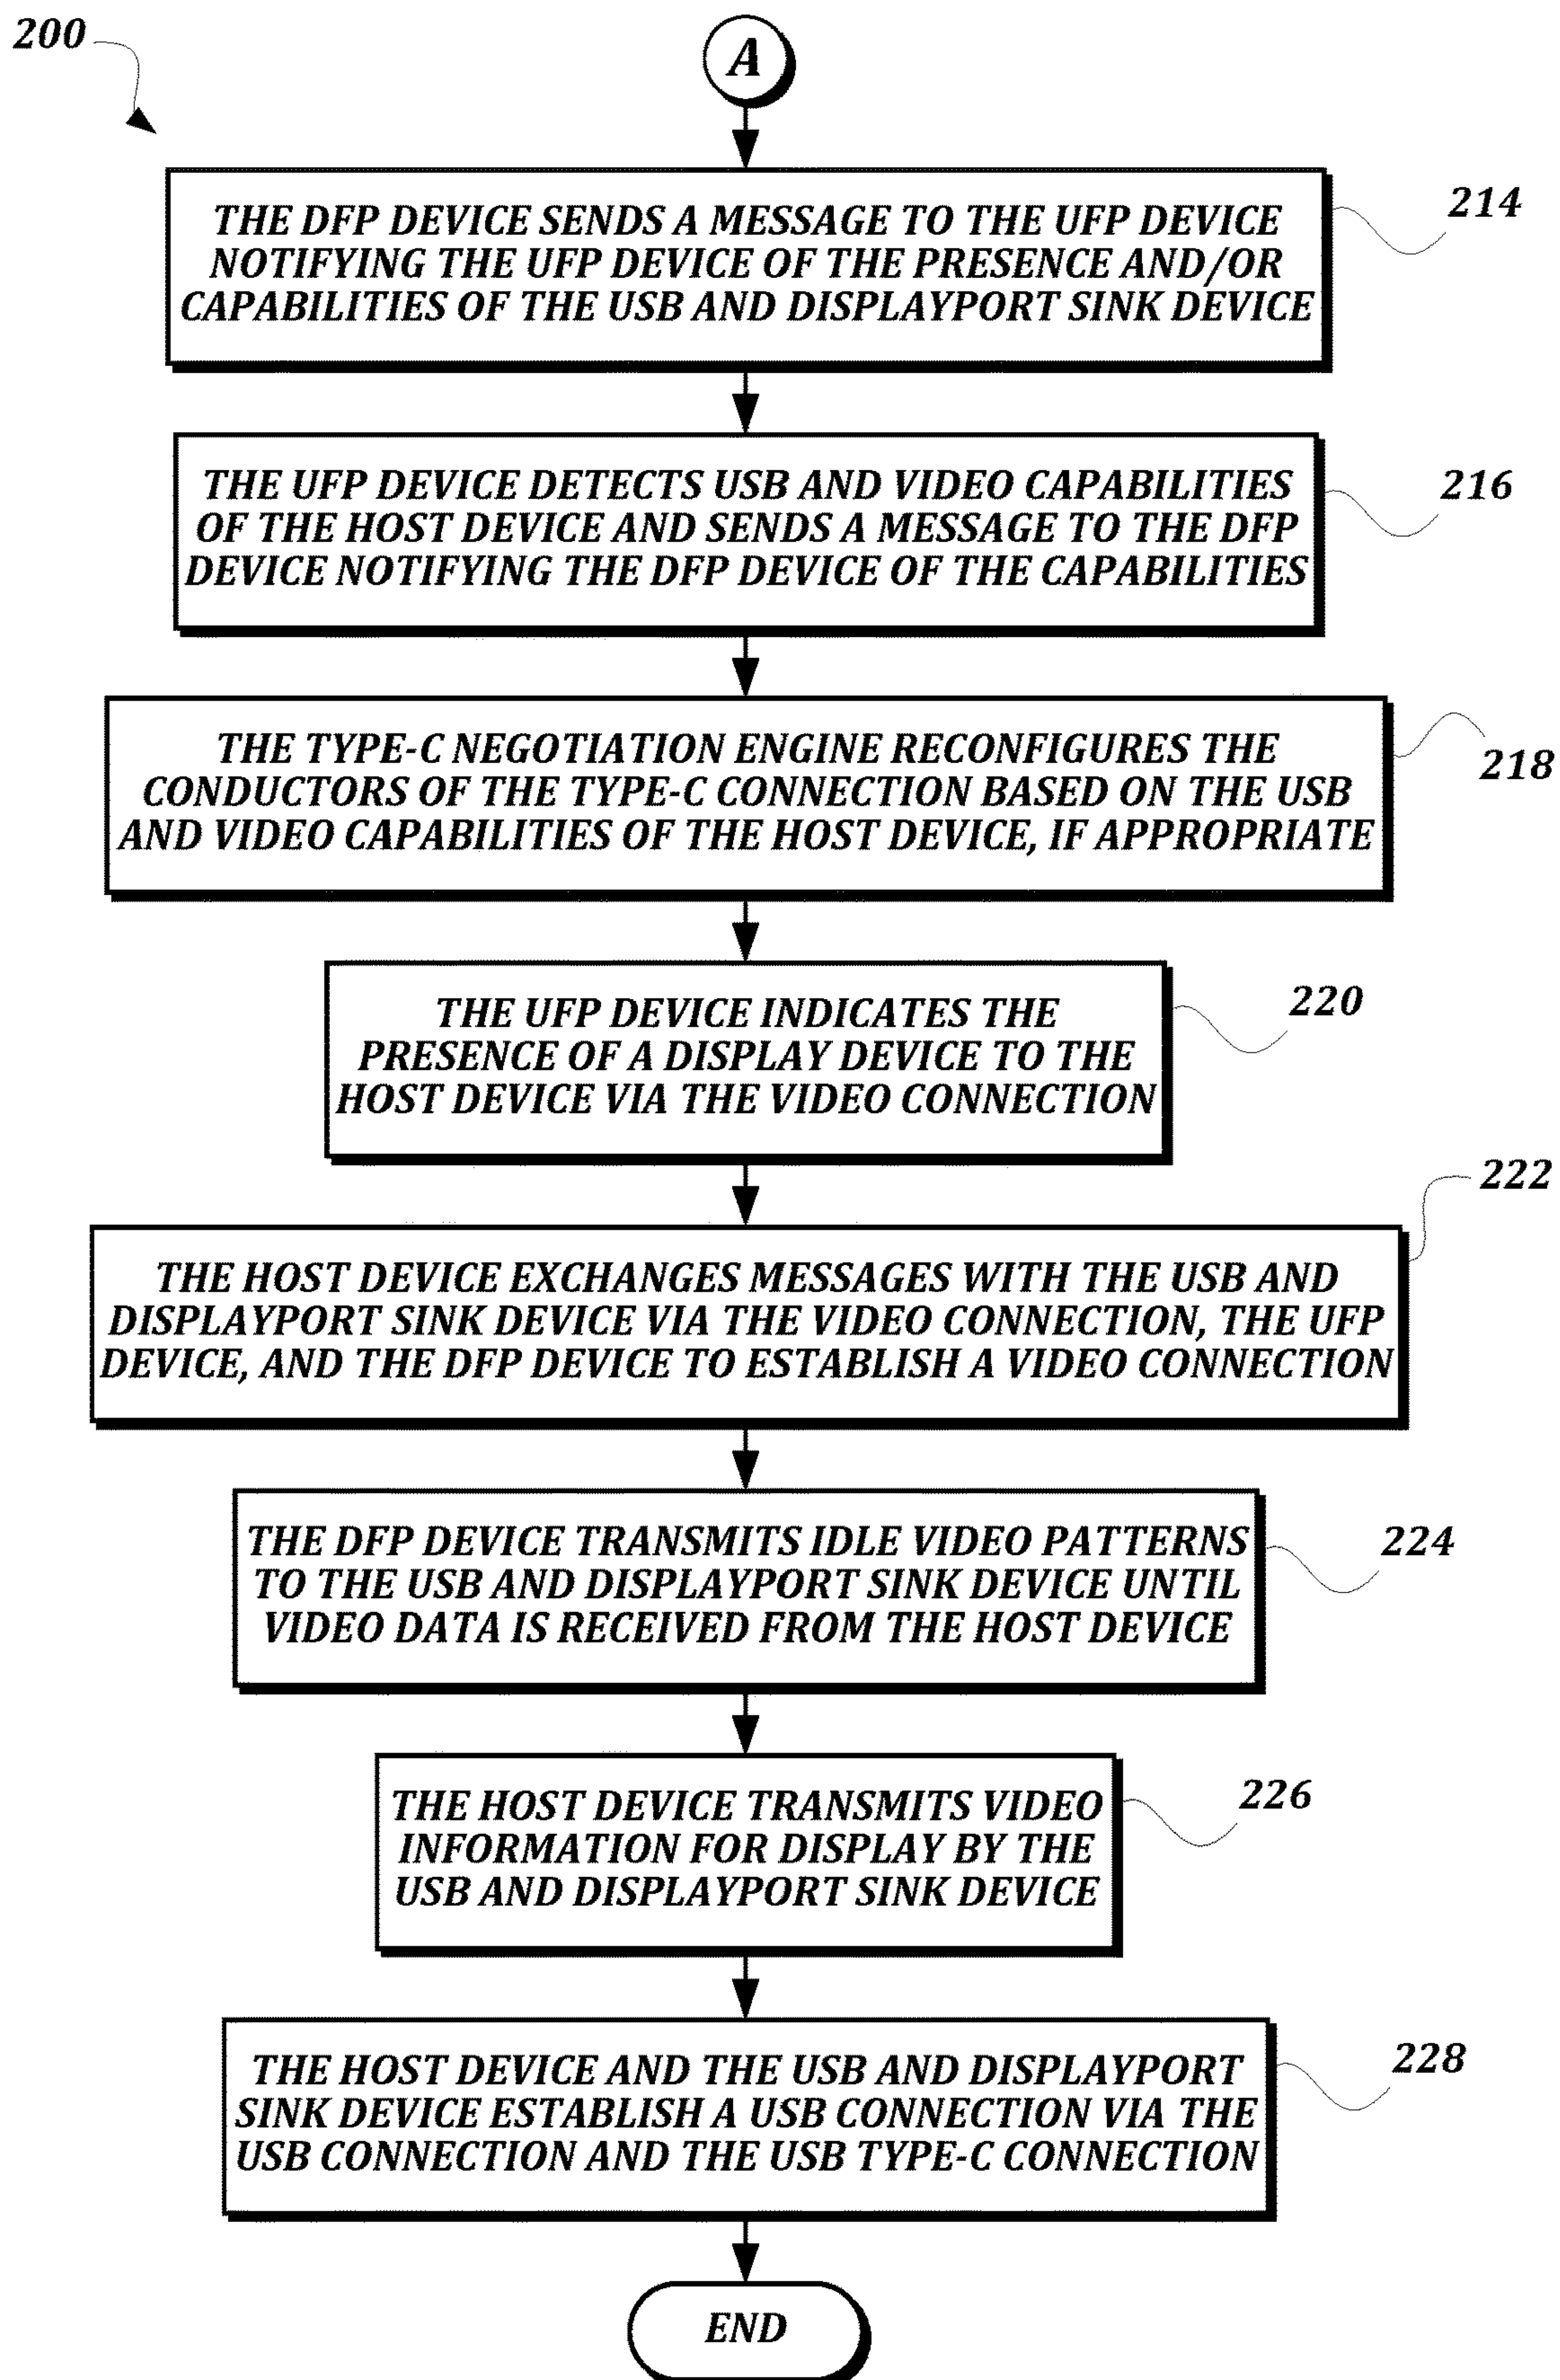 200
A
THE DFP DEVICE SENDS A MESSAGE TO THE UFP DEVICE
NOTIFYING THE UFP DEVICE OF THE PRESENCE AND/OR
CAPABILITIES OF THE USB AND DISPLAYPORT SINK DEVICE
214
THE UFP DEVICE DETECTS USB AND VIDEO CAPABILITIES
OF THE HOST DEVICE AND SENDS A MESSAGE TO THE DFP
DEVICE NOTIFYING THE DFP DEVICE OF THE CAPABILITIES
216
THE TYPE-C NEGOTIATION ENGINE RECONFIGURES THE
CONDUCTORS OF THE TYPE-C CONNECTION BASED ON THE USB
AND VIDEO CAPABILITIES OF THE HOST DEVICE, IF APPROPRIATE
218
THE UFP DEVICE INDICATES THE
PRESENCE OF A DISPLAY DEVICE TO THE
HOST DEVICE VIA THE VIDEO CONNECTION
220
THE HOST DEVICE EXCHANGES MESSAGES WITH THE USB AND
DISPLAYPORT SINK DEVICE VIA THE VIDEO CONNECTION, THE UFP
DEVICE, AND THE DFP DEVICE TO ESTABLISH A VIDEO CONNECTION
222
THE DFP DEVICE TRANSMITS IDLE VIDEO PATTERNS
TO THE USB AND DISPLAYPORT SINK DEVICE UNTIL
VIDEO DATA IS RECEIVED FROM THE HOST DEVICE
224
THE HOST DEVICE TRANSMITS VIDEO
INFORMATION FOR DISPLAY BY THE
USB AND DISPLAYPORT SINK DEVICE
226
THE HOST DEVICE AND THE USB AND DISPLAYPORT
SINK DEVICE ESTABLISH A USB CONNECTION VIA THE
USB CONNECTION AND THE USB TYPE-C CONNECTION
228
END